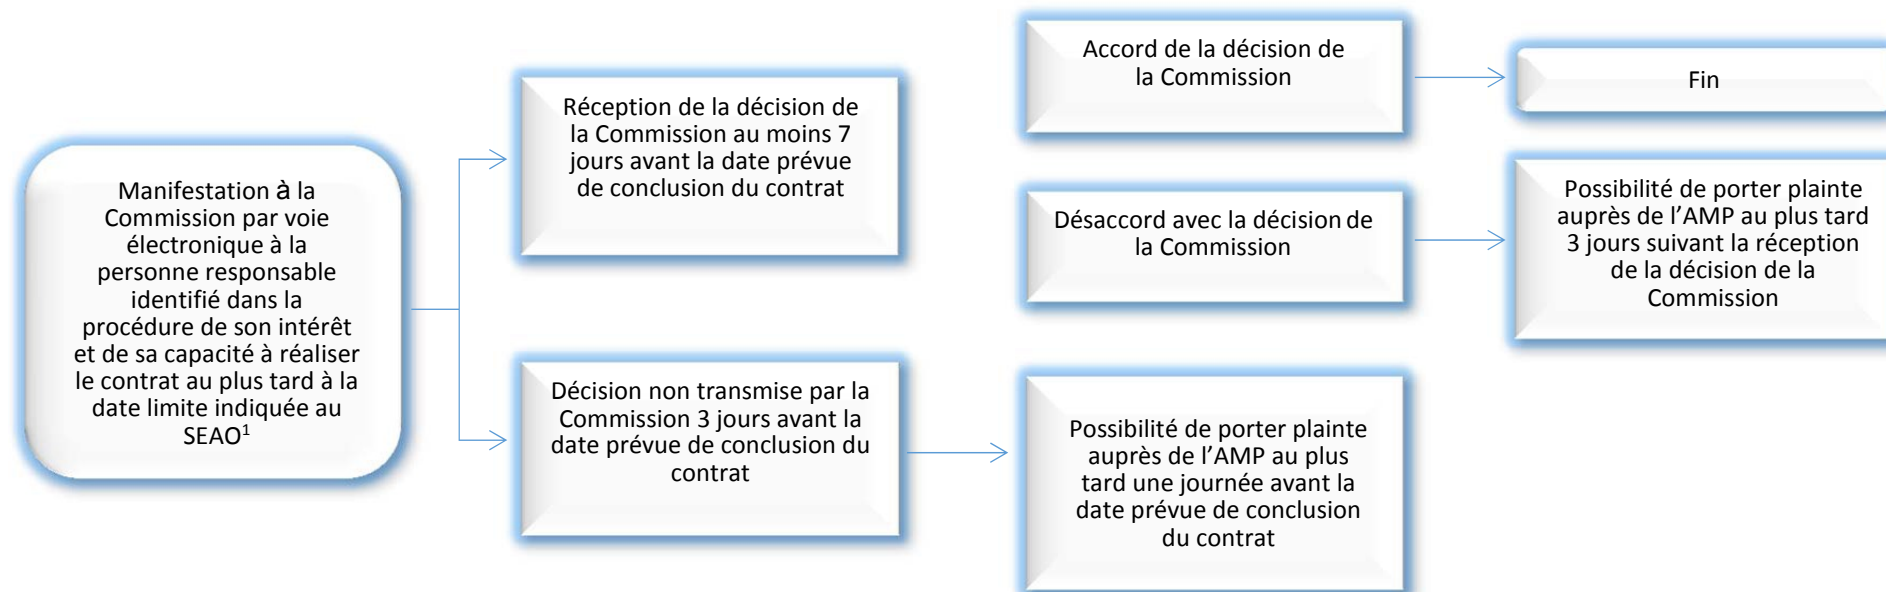 Manifestation à la
Commission par voie
électronique à la
personne responsable
identifié dans la
procédure de son intérêt
et de sa capacité à réaliser
le contrat au plus tard à la
date limite indiquée au
SEAO¹
Réception de la décision de
la Commission au moins 7
jours avant la date prévue
de conclusion du contrat
Accord de la décision de
la Commission
Fin
Désaccord avec la décision de
la Commission
Possibilité de porter plainte
auprès de l’AMP au plus tard
3 jours suivant la réception
de la décision de la
Commission
Décision non transmise par la
Commission 3 jours avant la
date prévue de conclusion du
contrat
Possibilité de porter plainte
auprès de l’AMP au plus
tard une journée avant la
date prévue de conclusion
du contrat